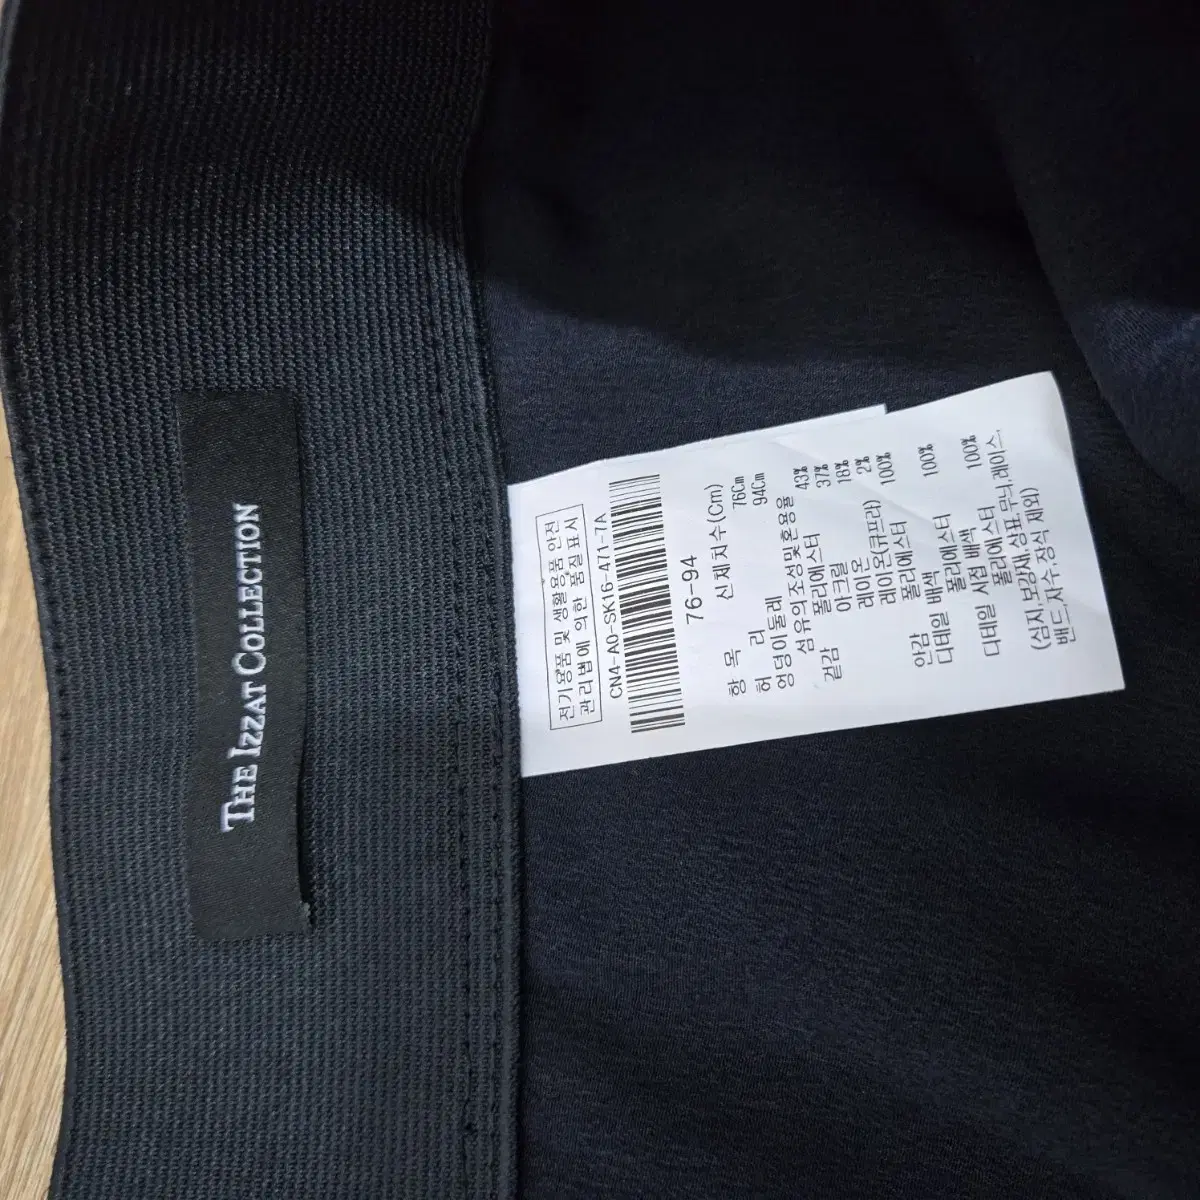 THE IZZAT COLLECTION
전기용품 및 생활용품 안전
관리법에 의한 품질표시
CN4-A0-SK16-471-7A
76-94
항 목 신체치수(Cm)
허 리 76Cm
엉덩이둘레 94Cm
섬유의조성및혼용율
겉감 폴리에스터 43%
아크릴 37%
레이온 18%
레이온(큐프라) 2%
폴리에스터 100%
안감
디테일 배색
폴리에스터 100%
디테일 시접 배색
폴리에스터 100%
(심지,보강재,상표,무늬,레이스,
밴드,자수,장식 제외)